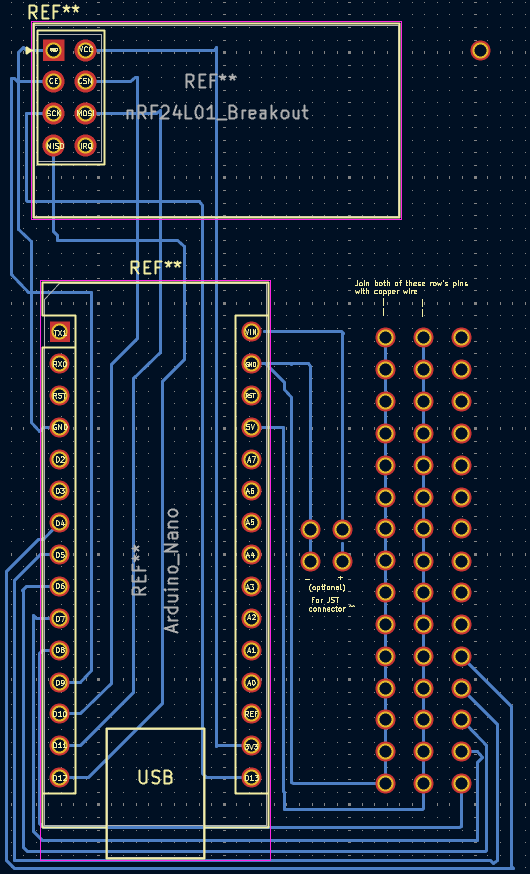 REF**
VCC
REF**
CE CSN
nRF24L01_Breakout
SCK MOSI
MISO IRQ
REF**
Join both of these row's pins
with copper wire
TX1 VIN
RX0 GND
RST RST
GND 5V
D2 A7
D3 A6
D4 A5
D5 A4
D6 A3
D7 A2
D8 A1
D9 A0
D10 REF
D11 3V3
D12 D13
REF**
Arduino_Nano
- +
(optional)
For JST
connector ^~
USB